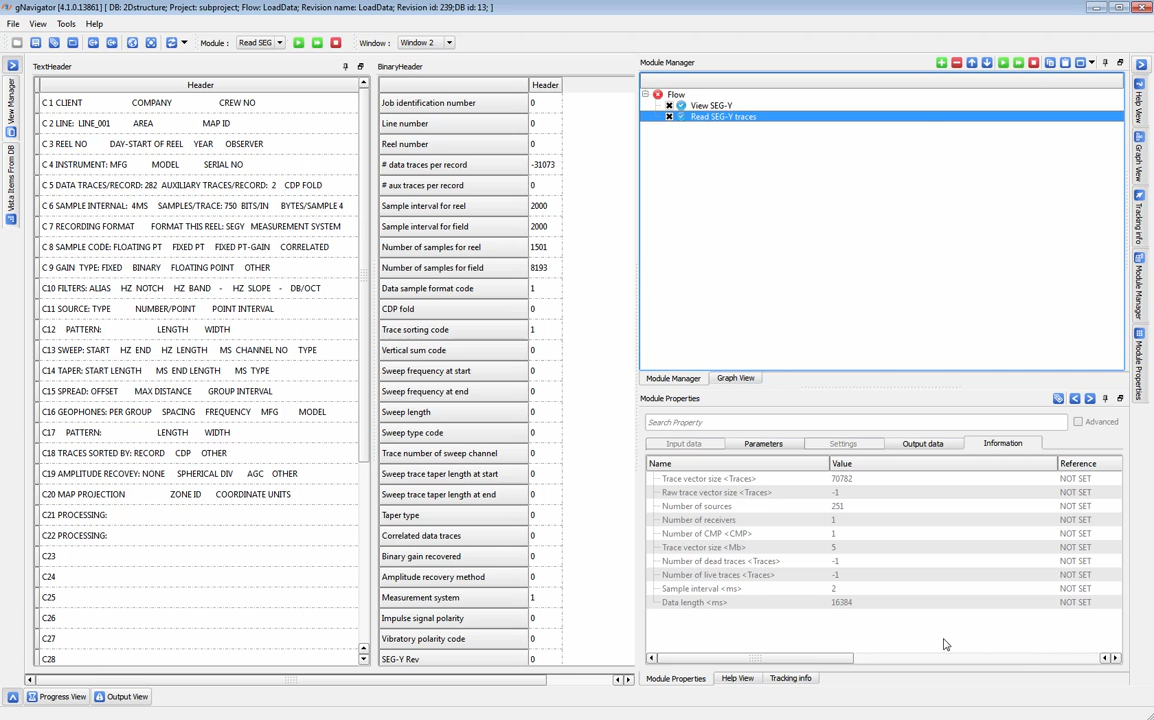 gNavigator [4.1.0.13861] [ DB: 2Dstructure; Project: subproject; Flow: LoadData; Revision name: LoadData; Revision id: 239;DB id: 13; ]
File View Tools Help
Module : Read SEG Window : Window 2
View Manager
Vista Items From DB
TextHeader
Header
C 1 CLIENT COMPANY CREW NO
C 2 LINE: LINE_001 AREA MAP ID
C 3 REEL NO DAY-START OF REEL YEAR OBSERVER
C 4 INSTRUMENT: MFG MODEL SERIAL NO
C 5 DATA TRACES/RECORD: 282 AUXILIARY TRACES/RECORD: 2 CDP FOLD
C 6 SAMPLE INTERNAL: 4MS SAMPLES/TRACE: 750 BITS/IN BYTES/SAMPLE 4
C 7 RECORDING FORMAT FORMAT THIS REEL: SEGY MEASUREMENT SYSTEM
C 8 SAMPLE CODE: FLOATING PT FIXED PT FIXED PT-GAIN CORRELATED
C 9 GAIN TYPE: FIXED BINARY FLOATING POINT OTHER
C10 FILTERS: ALIAS HZ NOTCH HZ BAND - HZ SLOPE - DB/OCT
C11 SOURCE: TYPE NUMBER/POINT POINT INTERVAL
C12 PATTERN: LENGTH WIDTH
C13 SWEEP: START HZ END HZ LENGTH MS CHANNEL NO TYPE
C14 TAPER: START LENGTH MS END LENGTH MS TYPE
C15 SPREAD: OFFSET MAX DISTANCE GROUP INTERVAL
C16 GEOPHONES: PER GROUP SPACING FREQUENCY MFG MODEL
C17 PATTERN: LENGTH WIDTH
C18 TRACES SORTED BY: RECORD CDP OTHER
C19 AMPLITUDE RECOVEY: NONE SPHERICAL DIV AGC OTHER
C20 MAP PROJECTION ZONE ID COORDINATE UNITS
C21 PROCESSING:
C22 PROCESSING:
C23
C24
C25
C26
C27
C28
BinaryHeader
Header
Job identification number 0
Line number 0
Reel number 0
# data traces per record -31073
# aux traces per record 0
Sample interval for reel 2000
Sample interval for field 2000
Number of samples for reel 1501
Number of samples for field 8193
Data sample format code 1
CDP fold 0
Trace sorting code 1
Vertical sum code 0
Sweep frequency at start 0
Sweep frequency at end 0
Sweep length 0
Sweep type code 0
Trace number of sweep channel 0
Sweep trace taper length at start 0
Sweep trace taper length at end 0
Taper type 0
Correlated data traces 0
Binary gain recovered 0
Amplitude recovery method 0
Measurement system 1
Impulse signal polarity 0
Vibratory polarity code 0
SEG-Y Rev 0
Module Manager
Flow
View SEG-Y
Read SEG-Y traces
Module Manager Graph View
Module Properties
Search Property Advanced
Input data Parameters Settings Output data Information
Name Value Reference
Trace vector size <Traces> 70782 NOT SET
Raw trace vector size <Traces> -1 NOT SET
Number of sources 251 NOT SET
Number of receivers 1 NOT SET
Number of CMP <CMP> 1 NOT SET
Trace vector size <Mb> 5 NOT SET
Number of dead traces <Traces> -1 NOT SET
Number of live traces <Traces> -1 NOT SET
Sample interval <ms> 2 NOT SET
Data length <ms> 16384 NOT SET
Module Properties Help View Tracking info
Help View
Graph View
Tracking info
Module Manager
Module Properties
Progress View Output View